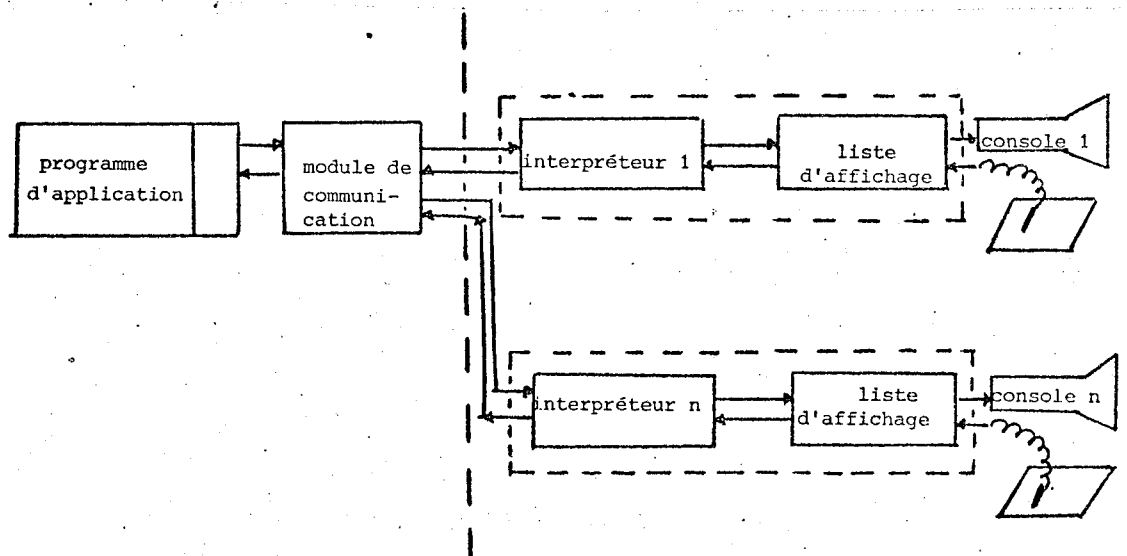 programme
d'application
module de
communi-
cation
interpréteur 1
liste
d'affichage
console 1
interpréteur n
liste
d'affichage
console n